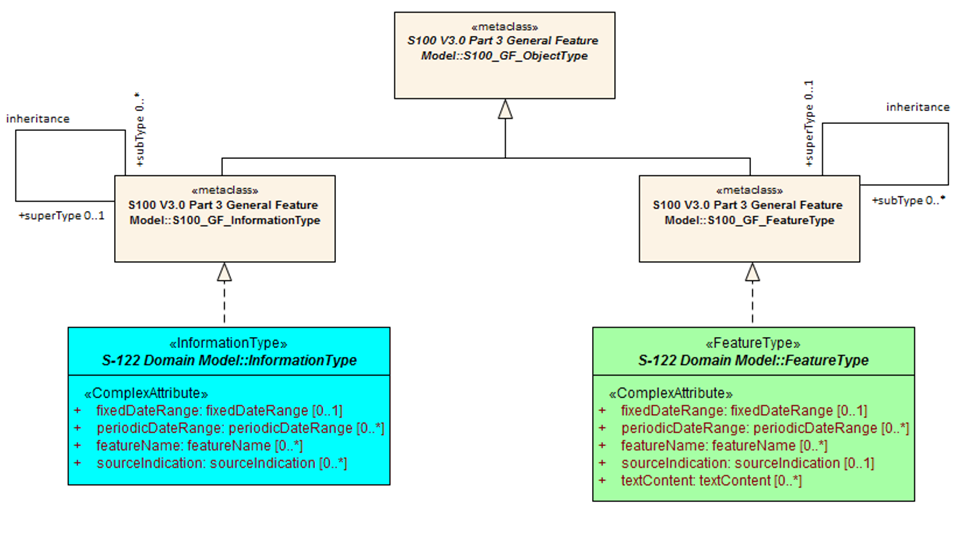 «metaclass»
S100 V3.0 Part 3 General Feature
Model::S100_GF_ObjectType
inheritance
+subType 0..*
+superType 0..1
«metaclass»
S100 V3.0 Part 3 General Feature
Model::S100_GF_InformationType
+superType 0..1
inheritance
+subType 0..*
«metaclass»
S100 V3.0 Part 3 General Feature
Model::S100_GF_FeatureType
«InformationType»
S-122 Domain Model::InformationType
«ComplexAttribute»
+ fixedDateRange: fixedDateRange [0..1]
+ periodicDateRange: periodicDateRange [0..*]
+ featureName: featureName [0..*]
+ sourceIndication: sourceIndication [0..*]
«FeatureType»
S-122 Domain Model::FeatureType
«ComplexAttribute»
+ fixedDateRange: fixedDateRange [0..1]
+ periodicDateRange: periodicDateRange [0..*]
+ featureName: featureName [0..*]
+ sourceIndication: sourceIndication [0..1]
+ textContent: textContent [0..*]